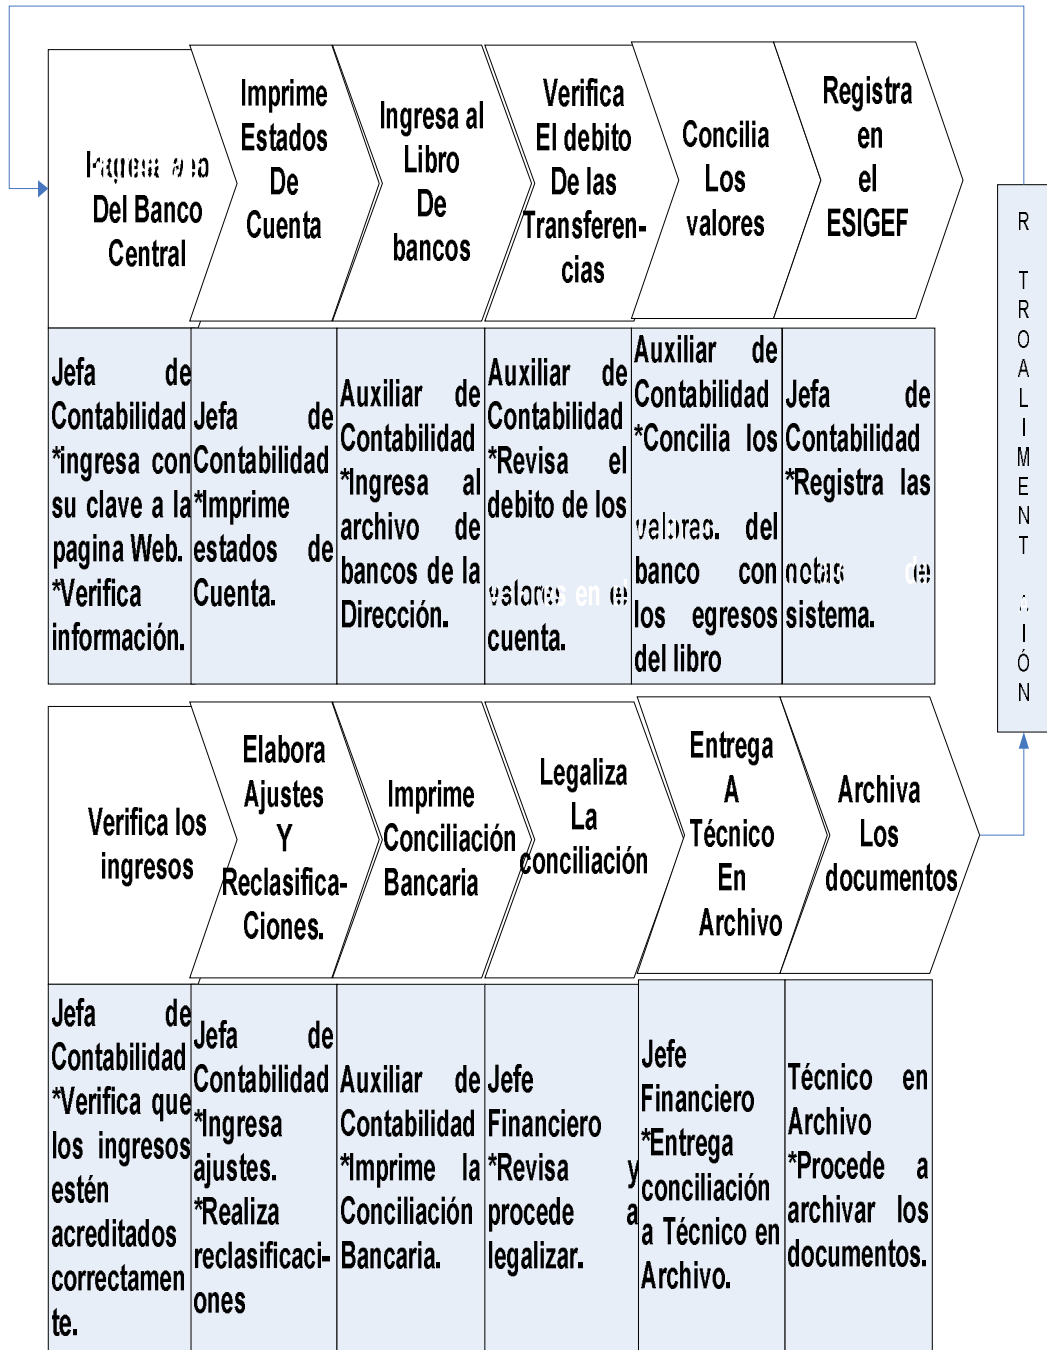 Del Banco
Central
Imprime
Estados
De
Cuenta
Ingresa al
Libro
De
bancos
Verifica
El debito
De las
Transferen-
cias
Concilia
Los
valores
Registra
en
el
ESIGEF
Jefa de
Contabilidad
*ingresa con
su clave a la
pagina Web.
*Verifica
información.
Jefa de
Contabilidad
*Imprime
estados de
Cuenta.
Auxiliar de
Contabilidad
*Ingresa al
archivo de
bancos de la
Dirección.
Auxiliar de
Contabilidad
*Revisa el
debito de los
en el
cuenta.
Auxiliar de
Contabilidad
*Concilia los
valores. del
banco con
los egresos
del libro
Jefa de
Contabilidad
*Registra las
notas de
sistema.
R TROALIMENT IÓN
Verifica los
ingresos
Elabora
Ajustes
Y
Reclasifica-
Ciones.
Imprime
Conciliación
Bancaria
Legaliza
La
conciliación
Entrega
A
Técnico
En
Archivo
Archiva
Los
documentos
Jefa de
Contabilidad
*Verifica que
los ingresos
estén
acreditados
correctamen
te.
Jefa de
Contabilidad
*Ingresa
ajustes.
*Realiza
reclasificaci-
ones
Auxiliar de
Contabilidad
*Imprime la
Conciliación
Bancaria.
Jefe
Financiero
*Revisa y
procede a
legalizar.
Jefe
Financiero
*Entrega
conciliación
a Técnico en
Archivo.
Técnico en
Archivo
*Procede a
archivar los
documentos.